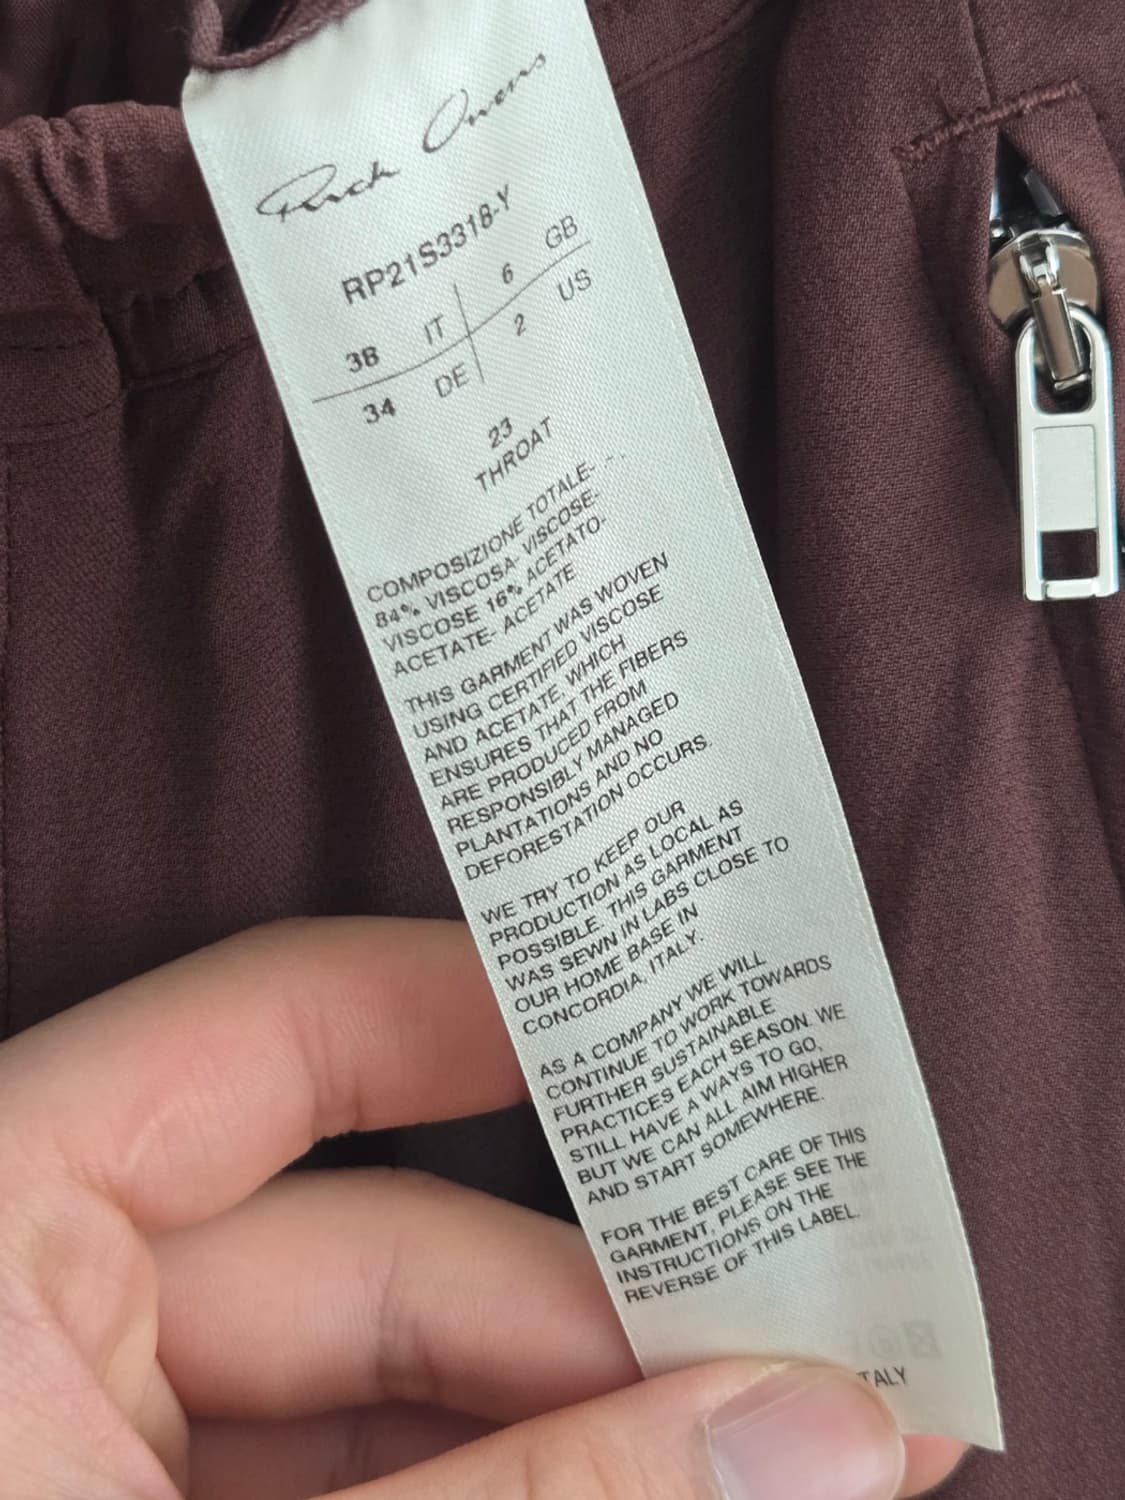 Rick Owens
RP21S3318-Y
38 IT 6 GB
34 DE 2 US
23
THROAT
COMPOSIZIONE TOTALE-
84% VISCOSA- VISCOSE-
VISCOSE 16% ACETATO-
ACETATE- ACETATE
THIS GARMENT WAS WOVEN
USING CERTIFIED VISCOSE
AND ACETATE, WHICH
ENSURES THAT THE FIBERS
ARE PRODUCED FROM
RESPONSIBLY MANAGED
PLANTATIONS AND NO
DEFORESTATION OCCURS.
WE TRY TO KEEP OUR
PRODUCTION AS LOCAL AS
POSSIBLE. THIS GARMENT
WAS SEWN IN LABS CLOSE TO
OUR HOME BASE IN
CONCORDIA, ITALY.
AS A COMPANY WE WILL
CONTINUE TO WORK TOWARDS
FURTHER SUSTAINABLE
PRACTICES EACH SEASON. WE
STILL HAVE A WAYS TO GO,
BUT WE CAN ALL AIM HIGHER
AND START SOMEWHERE.
FOR THE BEST CARE OF THIS
GARMENT, PLEASE SEE THE
INSTRUCTIONS ON THE
REVERSE OF THIS LABEL.
TALY